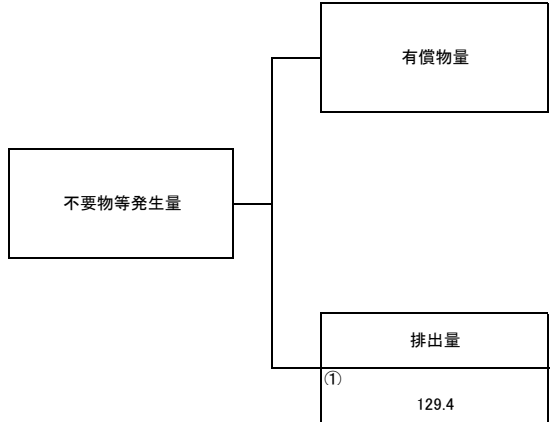 有償物量
不要物等発生量
排出量
①
129.4